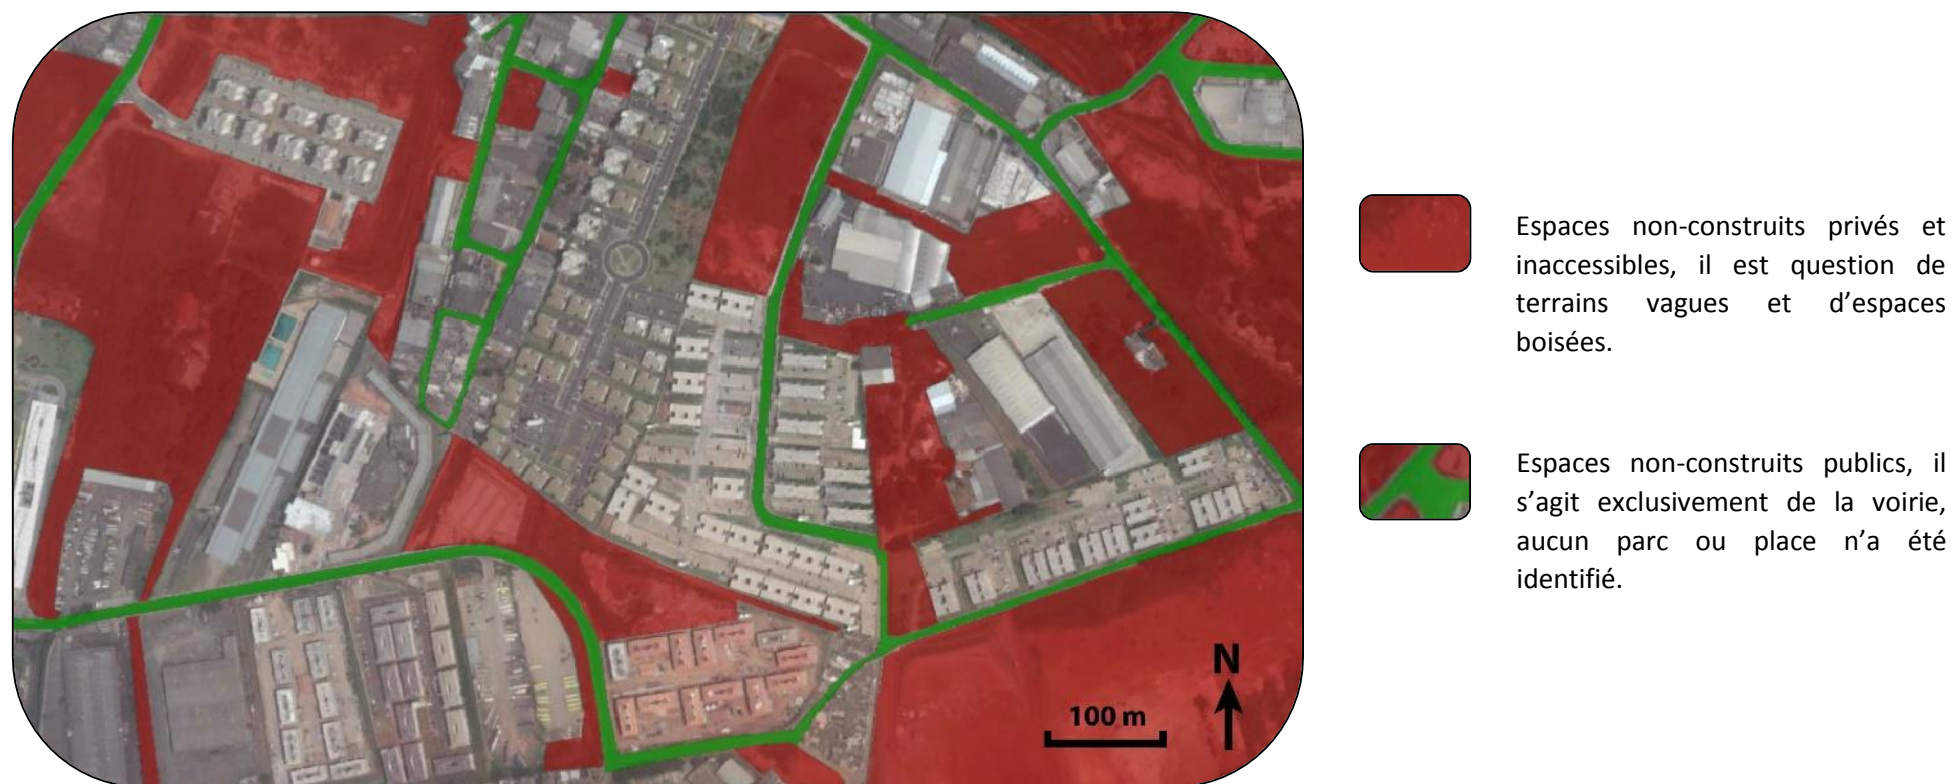 Espaces non-construits privés et
inaccessibles, il est question de
terrains vagues et d'espaces
boisées.
Espaces non-construits publics, il
s'agit exclusivement de la voirie,
aucun parc ou place n'a été
identifié.
N
100 m